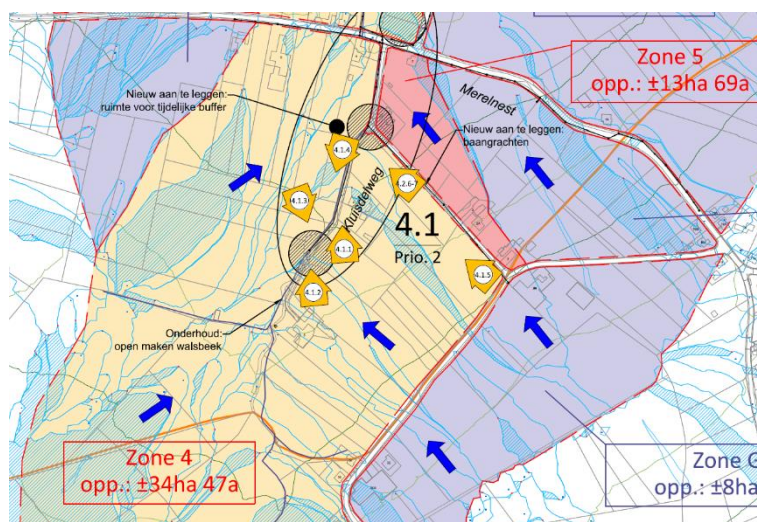 Zone 5
opp.: ±13ha 69a
Merelnest
Nieuw aan te leggen:
ruimte voor tijdelijke buffer
Nieuw aan te leggen:
baangrachten
4.1.4
4.2.6-
4.1.3
Kluisdelweg
4.1
Prio. 2
4.1.1
4.1.5
4.1.2
Onderhoud:
open maken walsbeek
Zone 4
opp.: ±34ha 47a
Zone
opp.: ±8ha